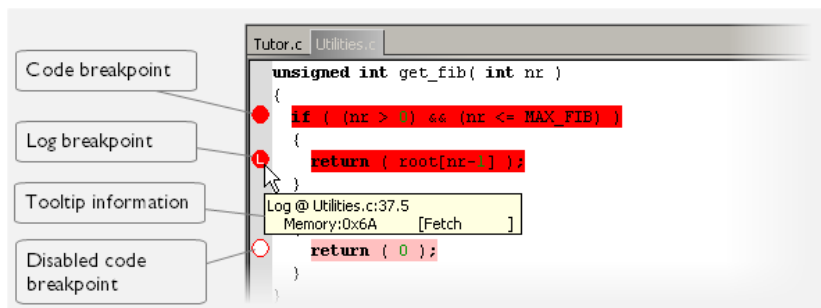 Tutor.c Utilities.c
Code breakpoint
unsigned int get_fib( int nr )
{
if ( (nr > 0) && (nr <= MAX_FIB) )
{
Log breakpoint
L
return ( root[nr-1] );
}
Tooltip information
Log @ Utilities.c:37.5
Memory:0x6A [Fetch ]
Disabled code
breakpoint
return ( 0 );
}
}